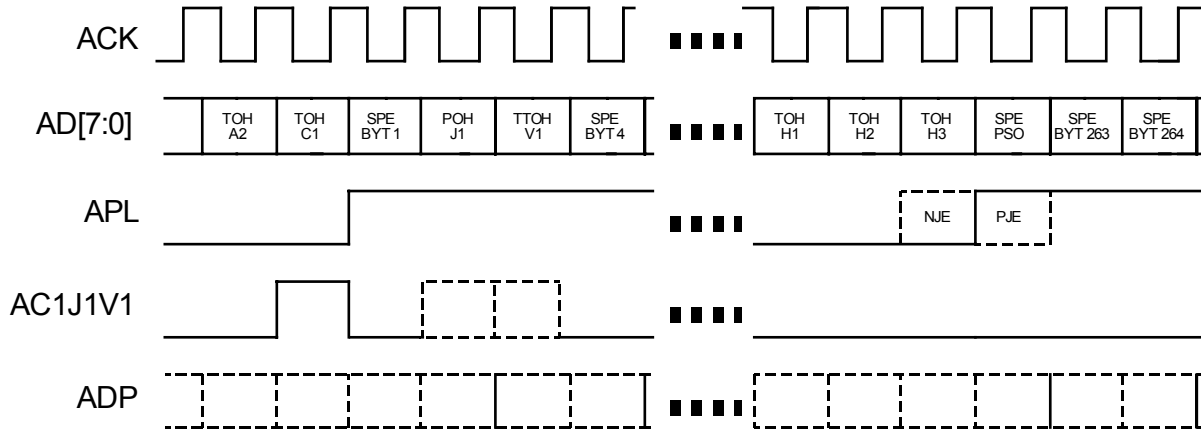 ACK
AD[7:0]
TOH
A2
TOH
C1
SPE
BYT 1
POH
J1
TTOH
V1
SPE
BYT 4
TOH
H1
TOH
H2
TOH
H3
SPE
PSO
SPE
BYT 263
SPE
BYT 264
APL
NJE
PJE
AC1J1V1
ADP